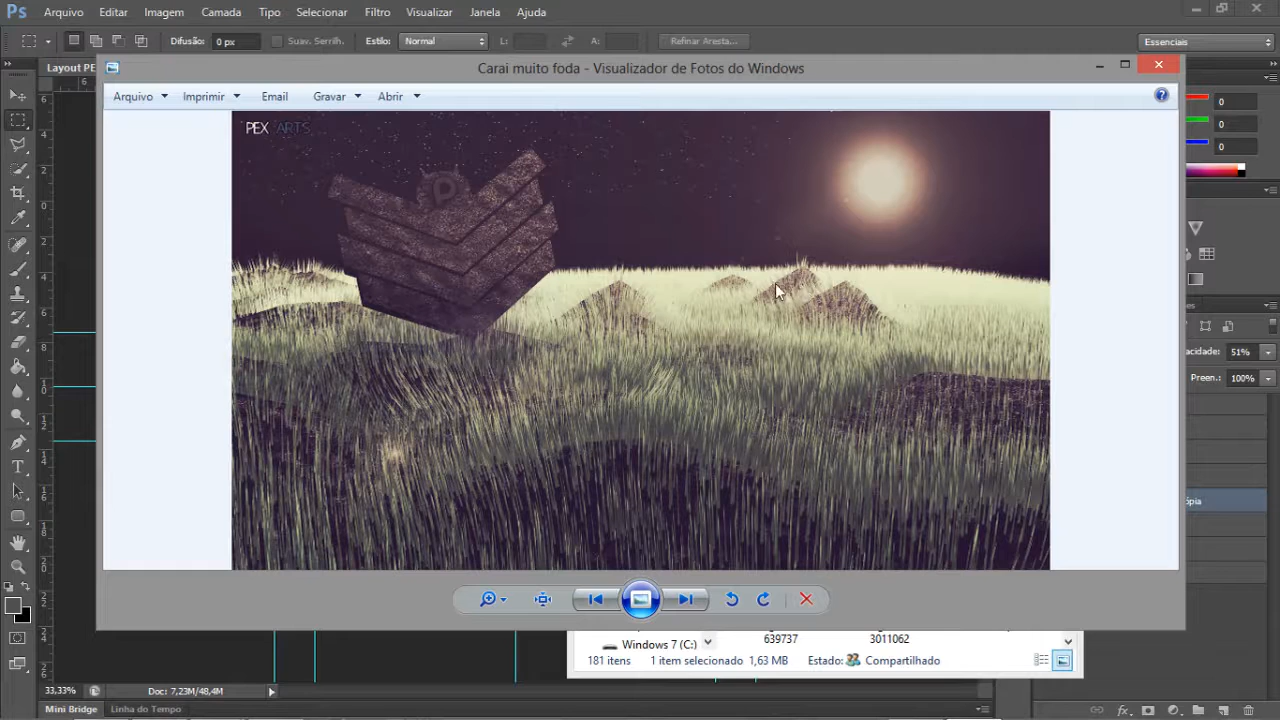 Ps Arquivo Editar Imagem Camada Tipo Selecionar Filtro Visualizar Janela Ajuda
Difusão: 0 px Suav. Serrilh. Estilo: Normal L: A: Refinar Aresta... Essenciais
Layout PE
Carai muito foda - Visualizador de Fotos do Windows
Arquivo Imprimir Email Gravar Abrir
PEX ARTS
P
0
0
0
acidade: 51%
Preen.: 100%
ópia
Windows 7 (C:) 639737 3011062
181 itens 1 item selecionado 1,63 MB Estado: Compartilhado
33,33% Doc: 7,23M/48,4M
Mini Bridge Linha do Tempo
fx